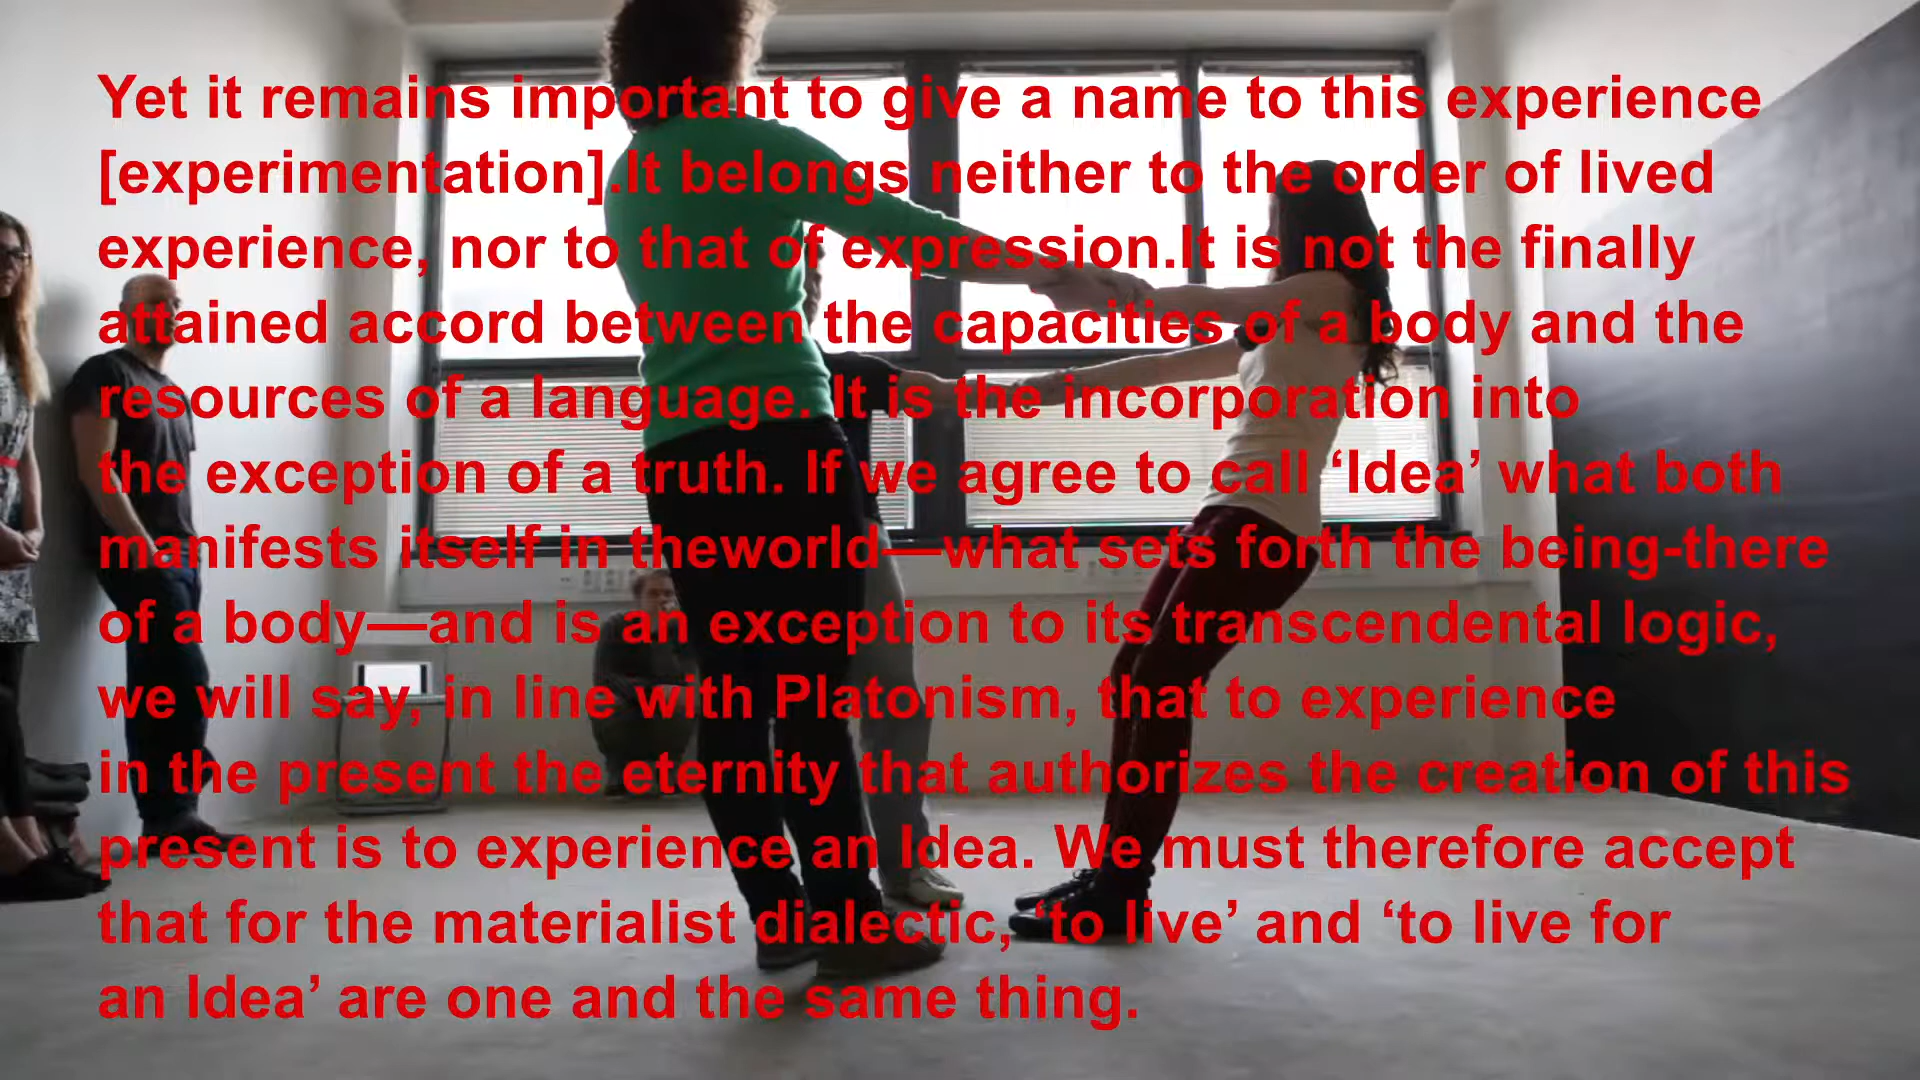 Yet it remains important to give a name to this experience
[experimentation].It belongs neither to the order of lived
experience, nor to that of expression.It is not the finally
attained accord between the capacities of a body and the
resources of a language. It is the incorporation into
the exception of a truth. If we agree to call ‘Idea’ what both
manifests itself in theworld—what sets forth the being-there
of a body—and is an exception to its transcendental logic,
we will say, in line with Platonism, that to experience
in the present the eternity that authorizes the creation of this
present is to experience an Idea. We must therefore accept
that for the materialist dialectic, ‘to live’ and ‘to live for
an Idea’ are one and the same thing.